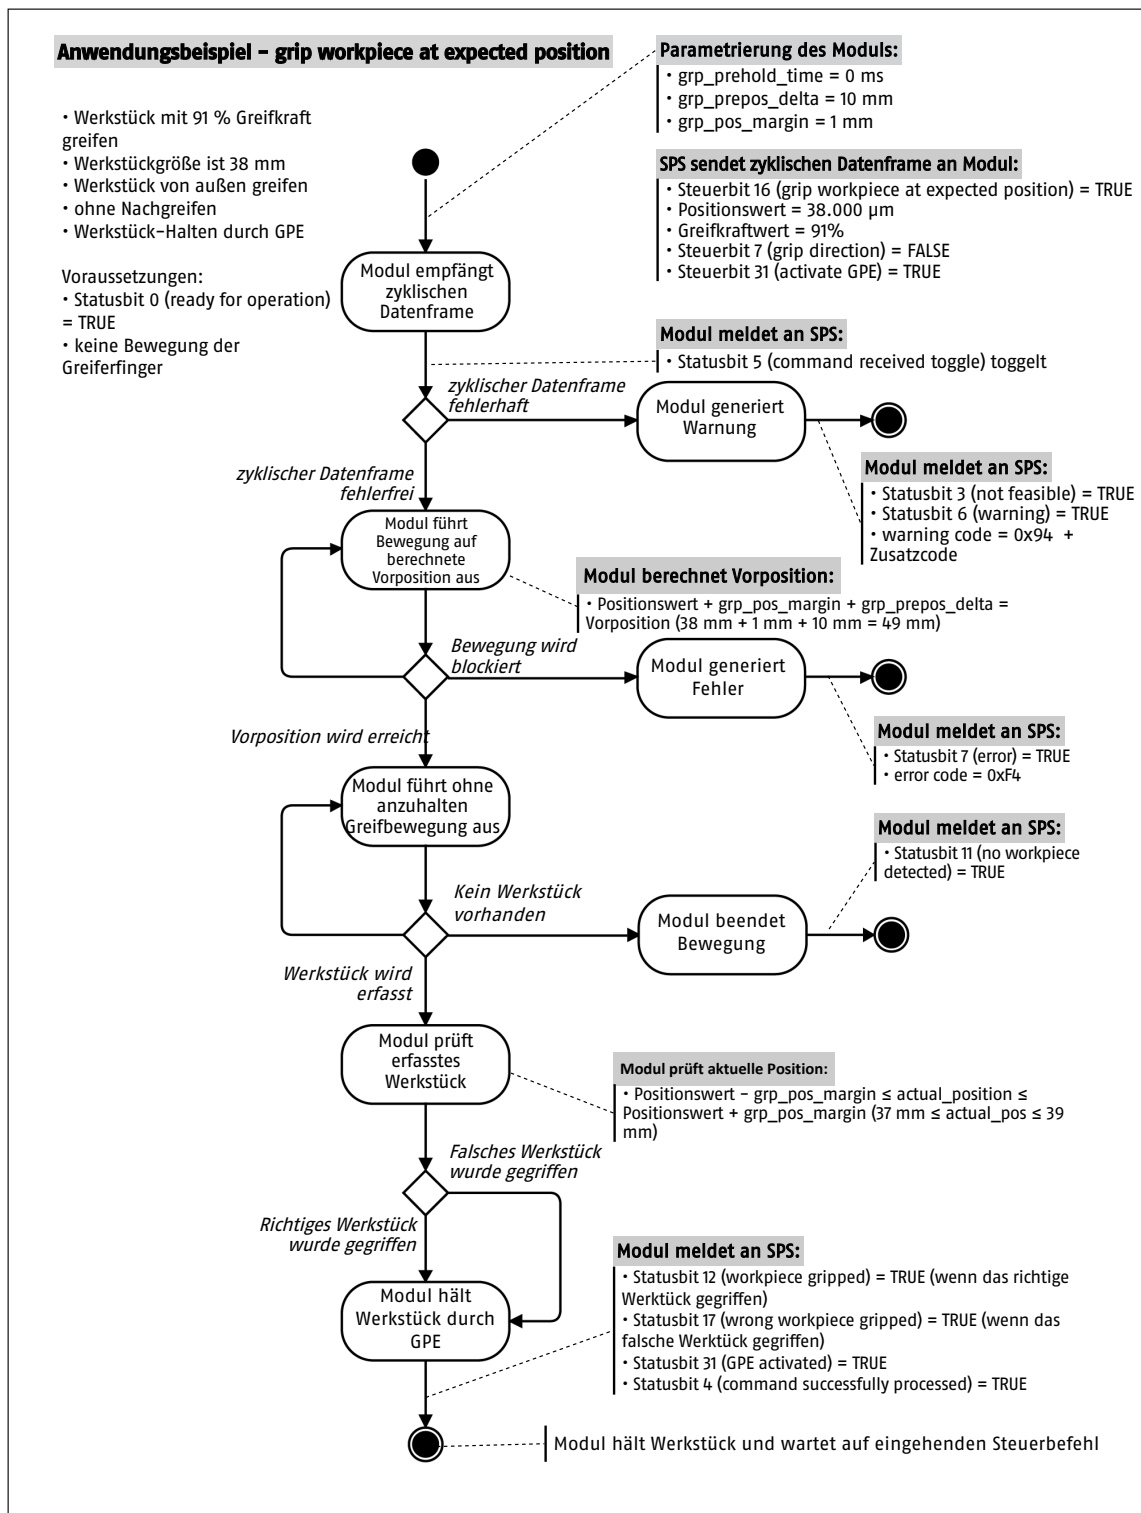 Anwendungsbeispiel – grip workpiece at expected position
• Werkstück mit 91 % Greifkraft
greifen
• Werkstückgröße ist 38 mm
• Werkstück von außen greifen
• ohne Nachgreifen
• Werkstück-Halten durch GPE
Voraussetzungen:
• Statusbit 0 (ready for operation)
= TRUE
• keine Bewegung der
Greiferfinger
Parametrierung des Moduls:
• grp_prehold_time = 0 ms
• grp_prepos_delta = 10 mm
• grp_pos_margin = 1 mm
SPS sendet zyklischen Datenframe an Modul:
• Steuerbit 16 (grip workpiece at expected position) = TRUE
• Positionswert = 38.000 µm
• Greifkraftwert = 91%
• Steuerbit 7 (grip direction) = FALSE
• Steuerbit 31 (activate GPE) = TRUE
Modul empfängt
zyklischen
Datenframe
Modul meldet an SPS:
• Statusbit 5 (command received toggle) toggelt
zyklischer Datenframe
fehlerhaft
Modul generiert
Warnung
Modul meldet an SPS:
• Statusbit 3 (not feasible) = TRUE
• Statusbit 6 (warning) = TRUE
• warning code = 0x94 +
Zusatzcode
zyklischer Datenframe
fehlerfrei
Modul führt
Bewegung auf
berechnete
Vorposition aus
Modul berechnet Vorposition:
• Positionswert + grp_pos_margin + grp_prepos_delta =
Vorposition (38 mm + 1 mm + 10 mm = 49 mm)
Bewegung wird
blockiert
Modul generiert
Fehler
Modul meldet an SPS:
• Statusbit 7 (error) = TRUE
• error code = 0xF4
Vorposition wird erreicht
Modul führt ohne
anzuhalten
Greifbewegung aus
Modul meldet an SPS:
• Statusbit 11 (no workpiece
detected) = TRUE
Kein Werkstück
vorhanden
Modul beendet
Bewegung
Werkstück wird
erfasst
Modul prüft
erfasstes
Werkstück
Modul prüft aktuelle Position:
• Positionswert – grp_pos_margin ≤ actual_position ≤
Positionswert + grp_pos_margin (37 mm ≤ actual_pos ≤ 39
mm)
Falsches Werkstück
wurde gegriffen
Richtiges Werkstück
wurde gegriffen
Modul hält
Werkstück durch
GPE
Modul meldet an SPS:
• Statusbit 12 (workpiece gripped) = TRUE (wenn das richtige
Werktück gegriffen)
• Statusbit 17 (wrong workpiece gripped) = TRUE (wenn das
falsche Werktück gegriffen)
• Statusbit 31 (GPE activated) = TRUE
• Statusbit 4 (command successfully processed) = TRUE
Modul hält Werkstück und wartet auf eingehenden Steuerbefehl